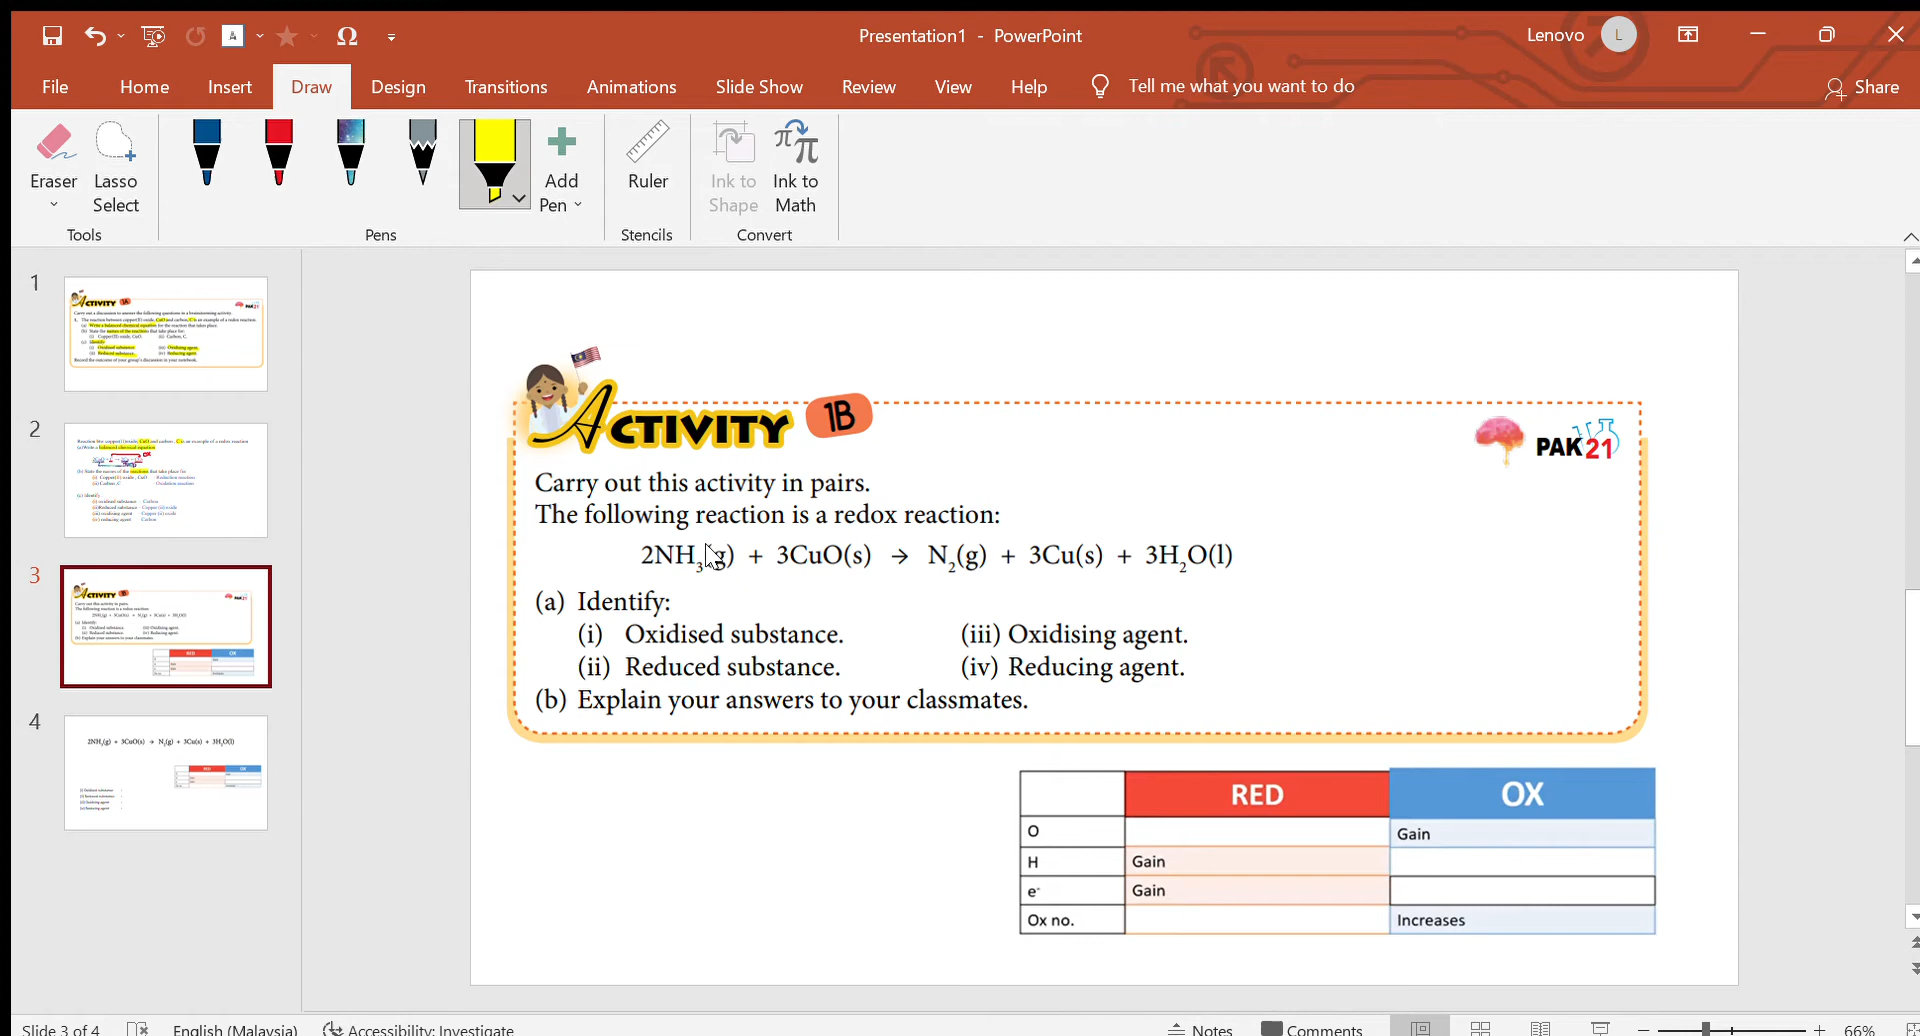 Presentation1 - PowerPoint
Lenovo L
File Home Insert Draw Design Transitions Animations Slide Show Review View Help Tell me what you want to do Share
Eraser Lasso Select
Add Pen
Ruler
Ink to Shape
Ink to Math
Tools Pens Stencils Convert
1
2
3
4
ACTIVITY 1B
PAK 21
Carry out this activity in pairs.
The following reaction is a redox reaction:
2NH₃(g) + 3CuO(s) → N₂(g) + 3Cu(s) + 3H₂O(l)
(a) Identify:
(i) Oxidised substance. (iii) Oxidising agent.
(ii) Reduced substance. (iv) Reducing agent.
(b) Explain your answers to your classmates.
RED OX
O Gain
H Gain
e⁻ Gain
Ox no. Increases
Slide 3 of 4 English (Malaysia) Accessibility: Investigate Notes Comments 66%